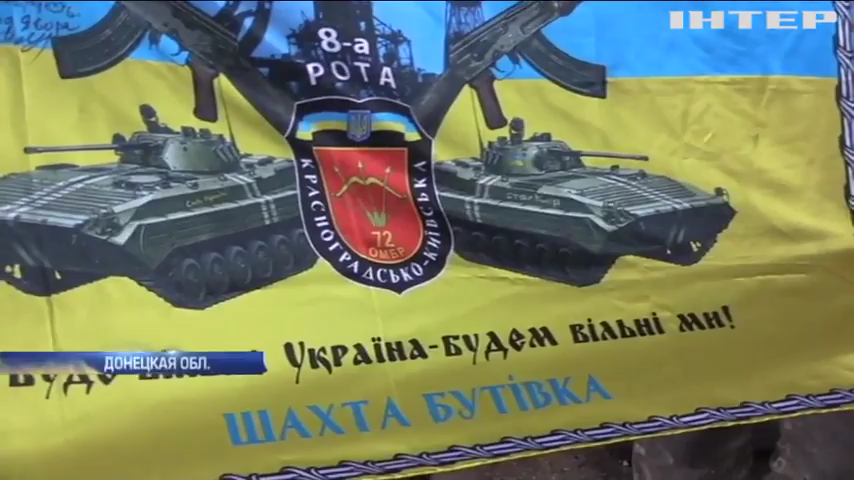 ІНТЕР
8-а
РОТА
КРАСНОГРАДСЬКО-КИЇВСЬКА
72
ОМБР
Україна-будем вільні ми!
ДОНЕЦКАЯ ОБЛ.
ШАХТА БУТІВКА